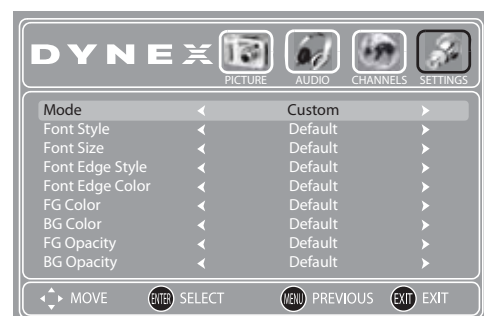 DYNEX
PICTURE AUDIO CHANNELS SETTINGS
Mode Custom
Font Style Default
Font Size Default
Font Edge Style Default
Font Edge Color Default
FG Color Default
BG Color Default
FG Opacity Default
BG Opacity Default
MOVE ENTER SELECT MENU PREVIOUS EXIT EXIT